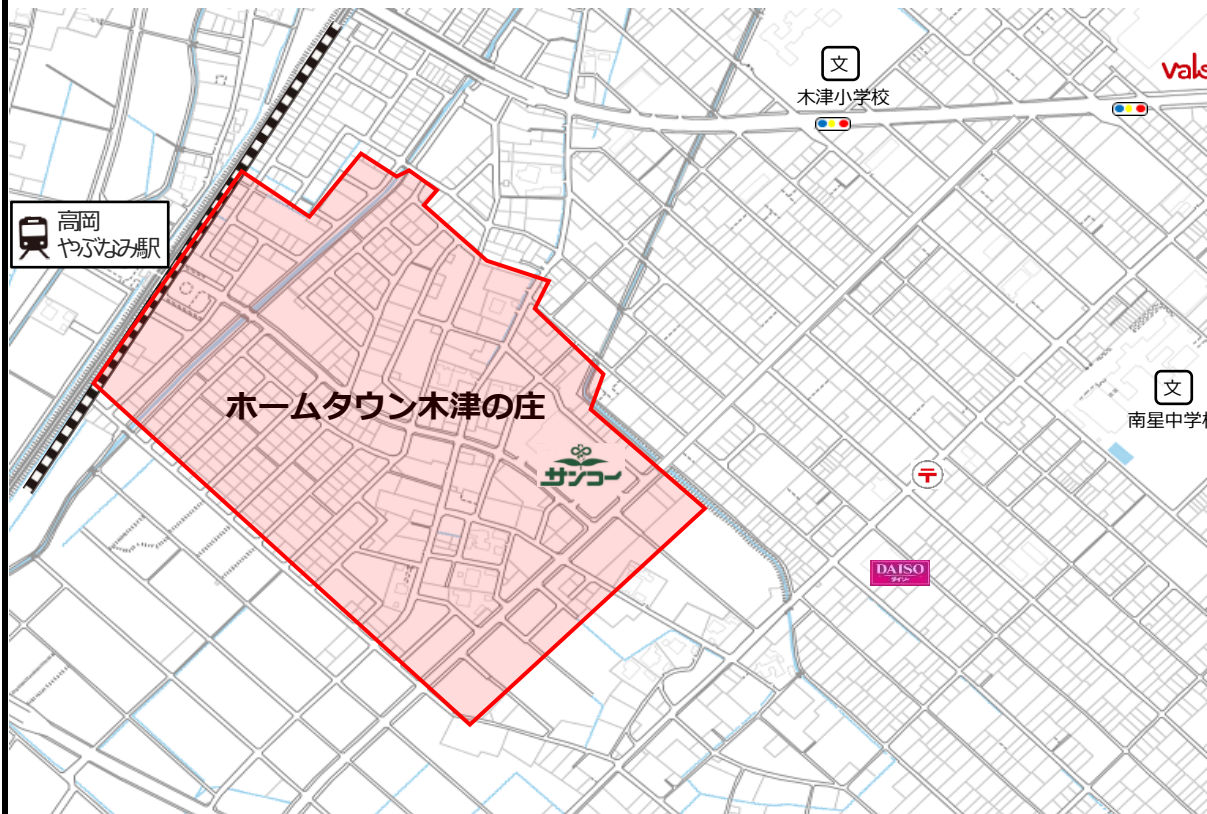 文
木津小学校
vals
高岡
やぶなみ駅
ホームタウン木津の庄
サンコー
文
南星中学校
〒
DAISO
ダイソー